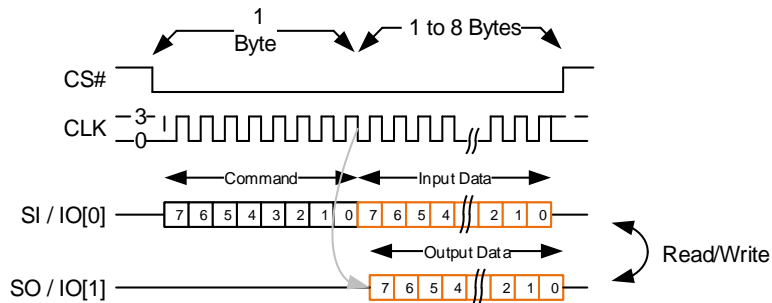 1
Byte
1 to 8 Bytes
CS#
CLK
3
0
Command
Input Data
SI / IO[0]
7 6 5 4 3 2 1 0 7 6 5 4 2 1 0
Output Data
Read/Write
SO / IO[1]
7 6 5 4 2 1 0